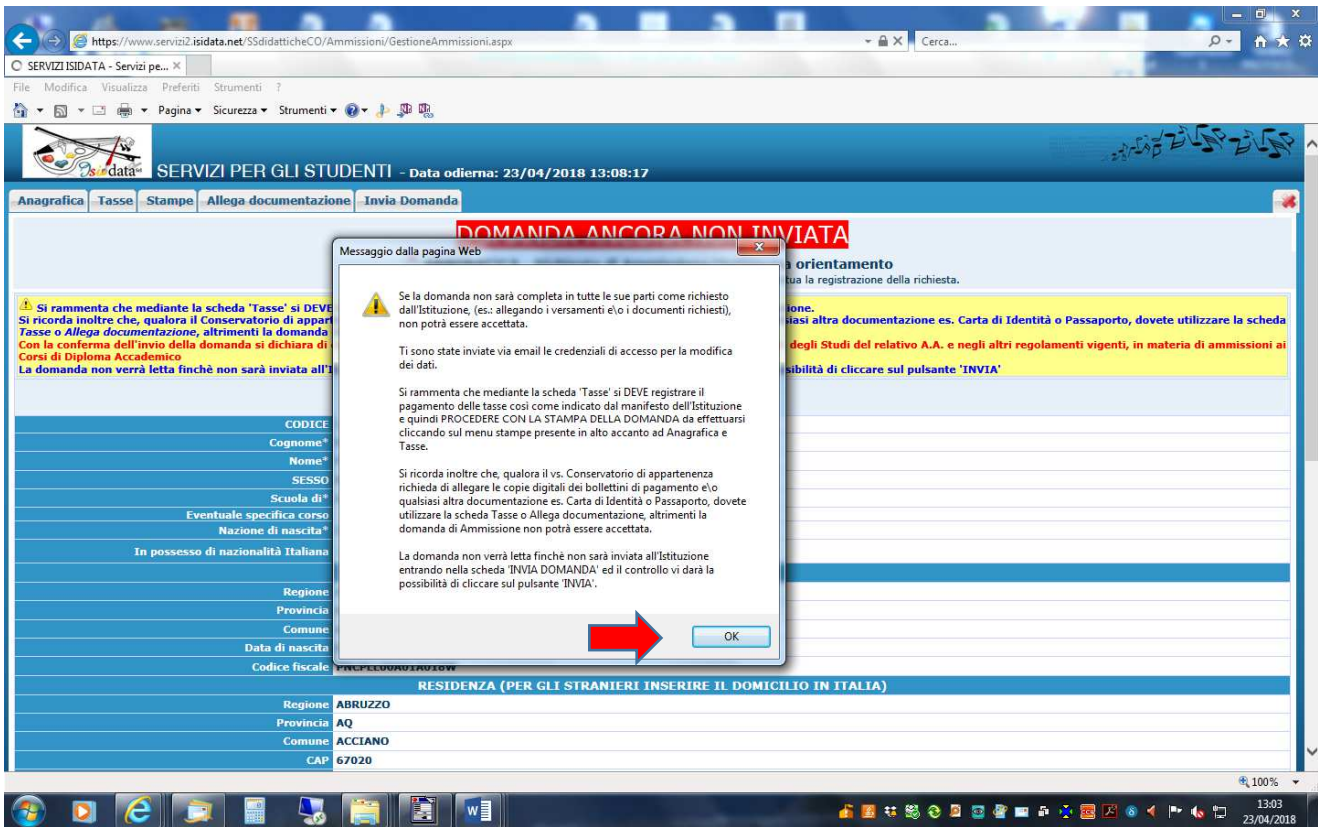 https://www.servizi2.isidata.net/SSdidatticheCO/Ammissioni/GestioneAmmissioni.aspx
Cerca...
SERVIZI ISIDATA - Servizi pe...
File Modifica Visualizza Preferiti Strumenti ?
Pagina Sicurezza Strumenti
Isidata SERVIZI PER GLI STUDENTI - Data odierna: 23/04/2018 13:08:17
Anagrafica Tasse Stampe Allega documentazione Invia Domanda
DOMANDA ANCORA NON INVIATA
Messaggio dalla pagina Web
orientamento
la registrazione della richiesta.
Si rammenta che mediante la scheda 'Tasse' si DEVE
Si ricorda inoltre che, qualora il Conservatorio di
altra documentazione es. Carta di Identità o Passaporto, dovete utilizzare la scheda
Tasse o Allega documentazione, altrimenti la domanda
Con la conferma dell'invio della domanda si dichiara di
degli Studi del relativo A.A. e negli altri regolamenti vigenti, in materia di ammissioni ai
Corsi di Diploma Accademico
La domanda non verrà letta finchè non sarà inviata
di cliccare sul pulsante 'INVIA'
Se la domanda non sarà completa in tutte le sue parti come richiesto
dall'Istituzione, (es.: allegando i versamenti e\o i documenti richiesti),
non potrà essere accettata.
Ti sono state inviate via email le credenziali di accesso per la modifica
dei dati.
Si rammenta che mediante la scheda 'Tasse' si DEVE registrare il
pagamento delle tasse così come indicato dal manifesto dell'Istituzione
e quindi PROCEDERE CON LA STAMPA DELLA DOMANDA da effettuarsi
cliccando sul menu stampe presente in alto accanto ad Anagrafica e
Tasse.
Si ricorda inoltre che, qualora il vs. Conservatorio di appartenenza
richieda di allegare le copie digitali dei bollettini di pagamento e\o
qualsiasi altra documentazione es. Carta di Identità o Passaporto, dovete
utilizzare la scheda Tasse o Allega documentazione, altrimenti la
domanda di Ammissione non potrà essere accettata.
La domanda non verrà letta finchè non sarà inviata all'Istituzione
entrando nella scheda 'INVIA DOMANDA' ed il controllo vi darà la
possibilità di cliccare sul pulsante 'INVIA'.
OK
CODICE
Cognome*
Nome*
SESSO
Scuola di*
Eventuale specifica corso
Nazione di nascita*
In possesso di nazionalità Italiana
Regione
Provincia
Comune
Data di nascita
Codice fiscale
RESIDENZA (PER GLI STRANIERI INSERIRE IL DOMICILIO IN ITALIA)
Regione ABRUZZO
Provincia AQ
Comune ACCIANO
CAP 67020
100%
13:03
23/04/2018